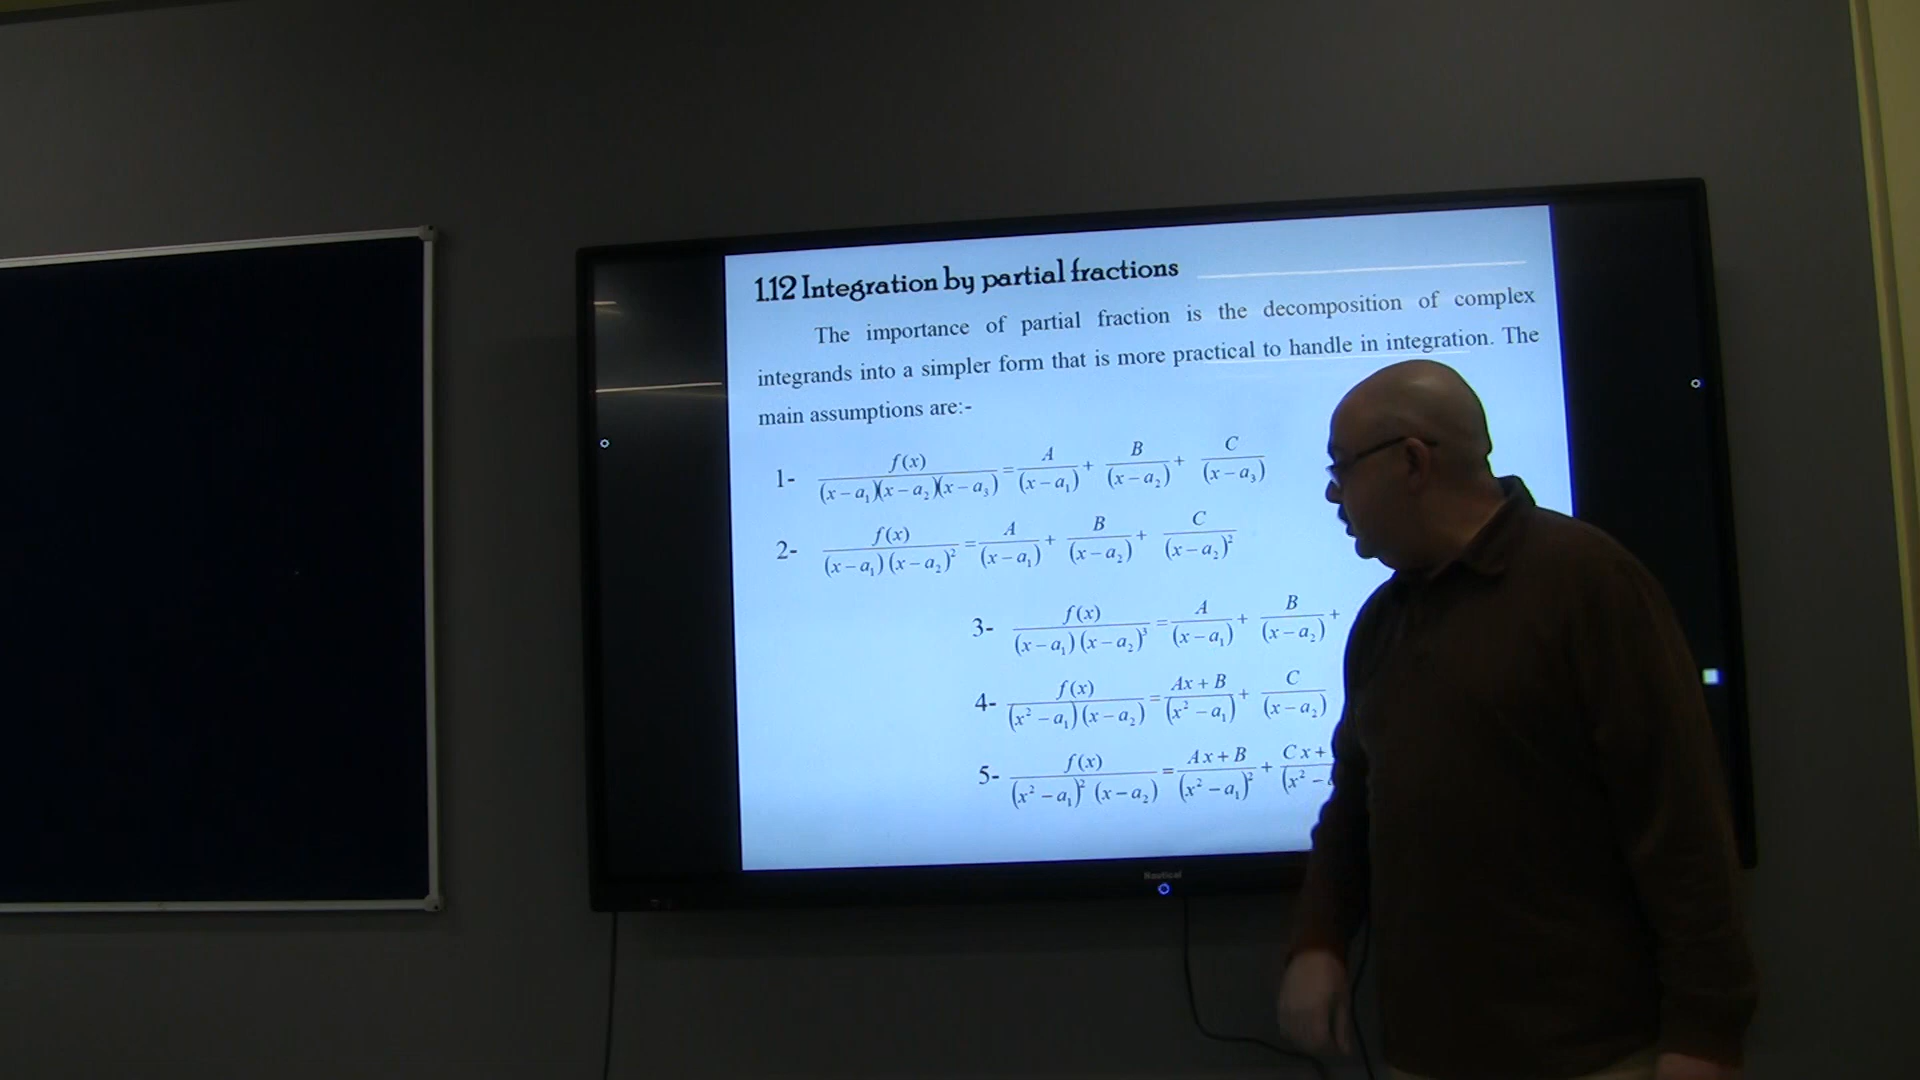 1.12 Integration by partial fractions
The importance of partial fraction is the decomposition of complex
integrands into a simpler form that is more practical to handle in integration. The
main assumptions are:-
1- f(x) / (x − a₁)(x − a₂)(x − a₃) = A / (x − a₁) + B / (x − a₂) + C / (x − a₃)
2- f(x) / (x − a₁)(x − a₂)² = A / (x − a₁) + B / (x − a₂) + C / (x − a₂)²
3- f(x) / (x − a₁)(x − a₂)³ = A / (x − a₁) + B / (x − a₂) +
4- f(x) / (x² − a₁)(x − a₂) = Ax + B / (x² − a₁) + C / (x − a₂)
5- f(x) / (x² − a₁)² (x − a₂) = Ax + B / (x² − a₁)² + Cx + / (x² −
Nautical